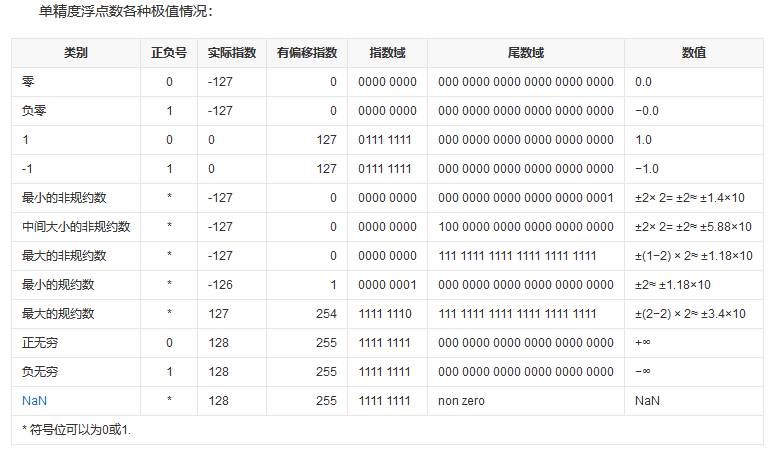 单精度浮点数各种极值情况：
类别 正负号 实际指数 有偏移指数 指数域 尾数域 数值
零 0 -127 0 0000 0000 000 0000 0000 0000 0000 0000 0.0
负零 1 -127 0 0000 0000 000 0000 0000 0000 0000 0000 −0.0
1 0 0 127 0111 1111 000 0000 0000 0000 0000 0000 1.0
-1 1 0 127 0111 1111 000 0000 0000 0000 0000 0000 −1.0
最小的非规约数 * -127 0 0000 0000 000 0000 0000 0000 0000 0001 ±2× 2= ±2≈ ±1.4×10
中间大小的非规约数 * -127 0 0000 0000 100 0000 0000 0000 0000 0000 ±2× 2= ±2≈ ±5.88×10
最大的非规约数 * -127 0 0000 0000 111 1111 1111 1111 1111 1111 ±(1−2) × 2≈ ±1.18×10
最小的规约数 * -126 1 0000 0001 000 0000 0000 0000 0000 0000 ±2≈ ±1.18×10
最大的规约数 * 127 254 1111 1110 111 1111 1111 1111 1111 1111 ±(2−2) × 2≈ ±3.4×10
正无穷 0 128 255 1111 1111 000 0000 0000 0000 0000 0000 +∞
负无穷 1 128 255 1111 1111 000 0000 0000 0000 0000 0000 −∞
NaN * 128 255 1111 1111 non zero NaN
* 符号位可以为0或1.